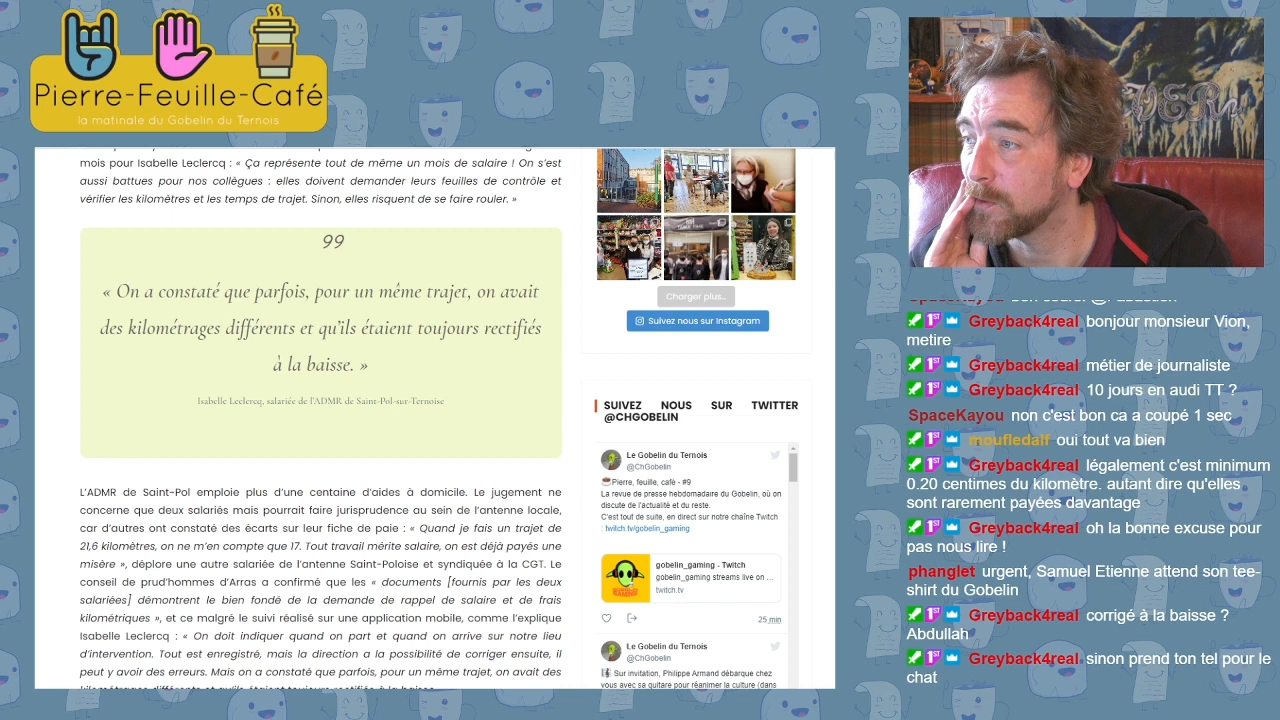 Pierre-Feuille-Café
la matinale du Gobelin du Ternois
mois pour Isabelle Leclercq : « Ça représente tout de même un mois de salaire ! On s'est
aussi battues pour nos collègues : elles doivent demander leurs feuilles de contrôle et
vérifier les kilomètres et les temps de trajet. Sinon, elles risquent de se faire rouler. »
99
« On a constaté que parfois, pour un même trajet, on avait
des kilométrages différents et qu'ils étaient toujours rectifiés
à la baisse. »
Isabelle Leclercq, salariée de l'ADMR de Saint-Pol-sur-Ternoise
L'ADMR de Saint-Pol emploie plus d'une centaine d'aides à domicile. Le jugement ne
concerne que deux salariés mais pourrait faire jurisprudence au sein de l'antenne locale,
car d'autres ont constaté des écarts sur leur fiche de paie : « Quand je fais un trajet de
21,6 kilomètres, on ne m'en compte que 17. Tout travail mérite salaire, on est déjà payés une
misère », déplore une autre salariée de l'antenne Saint-Poloise et syndiquée à la CGT. Le
conseil de prud'hommes d'Arras a confirmé que les « documents [fournis par les deux
salariées] démontrent le bien fondé de la demande de rappel de salaire et de frais
kilométriques », et ce malgré le suivi réalisé sur une application mobile, comme l'explique
Isabelle Leclercq : « On doit indiquer quand on part et quand on arrive sur notre lieu
d'intervention. Tout est enregistré, mais la direction a la possibilité de corriger ensuite, il
peut y avoir des erreurs. Mais on a constaté que parfois, pour un même trajet, on avait des
kilométrages différents et qu'ils étaient toujours rectifiés à la baisse.
Charger plus...
Suivez nous sur Instagram
SUIVEZ NOUS SUR TWITTER
@CHGOBELIN
Le Gobelin du Ternois
@ChGobelin
Pierre, feuille, café - #9
La revue de presse hebdomadaire du Gobelin, où on
discute de l'actualité et du reste.
C'est tout de suite, en direct sur notre chaîne Twitch
: twitch.tv/gobelin_gaming
gobelin_gaming - Twitch
gobelin_gaming streams live on ...
twitch.tv
25 min
Le Gobelin du Ternois
@ChGobelin
Sur invitation, Philippe Armand débarque chez
vous avec sa guitare pour réanimer la culture (dans
Greyback4real bonjour monsieur Vion,
metire
Greyback4real métier de journaliste
Greyback4real 10 jours en audi TT ?
SpaceKayou non c'est bon ca a coupé 1 sec
moufledalf oui tout va bien
Greyback4real légalement c'est minimum
0.20 centimes du kilomètre. autant dire qu'elles
sont rarement payées davantage
Greyback4real oh la bonne excuse pour
pas nous lire !
phanglet urgent, Samuel Etienne attend son tee-
shirt du Gobelin
Greyback4real corrigé à la baisse ?
Abdullah
Greyback4real sinon prend ton tel pour le
chat